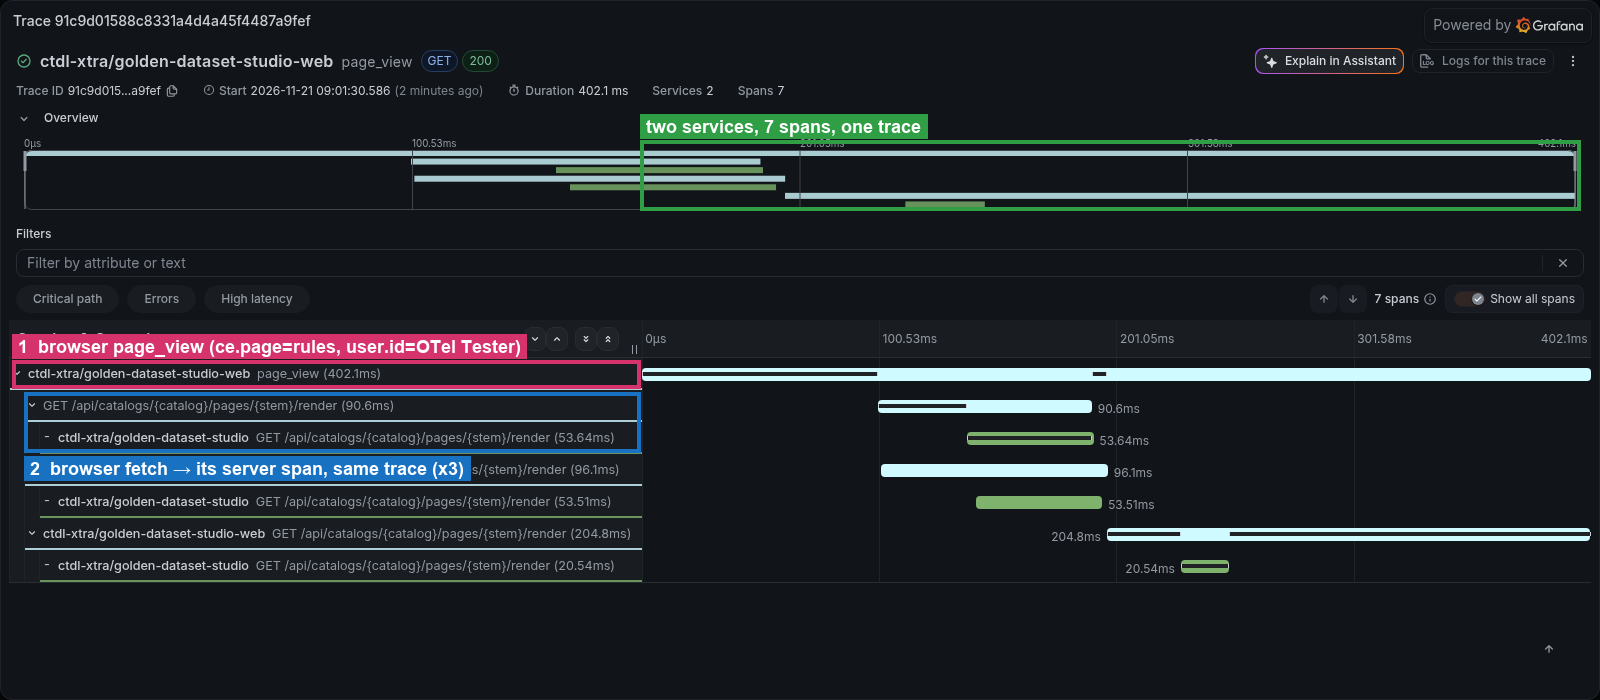 Trace 91c9d01588c8331a4d4a45f4487a9fef
Powered by Grafana
ctdl-xtra/golden-dataset-studio-web page_view GET 200
Explain in Assistant
Logs for this trace
Trace ID 91c9d015...a9fef Start 2026-11-21 09:01:30.586 (2 minutes ago) Duration 402.1 ms Services 2 Spans 7
Overview
two services, 7 spans, one trace
0µs 100.53ms 201.05ms 301.58ms 402.1ms
Filters
Filter by attribute or text
Critical path Errors High latency
7 spans Show all spans
1 browser page_view (ce.page=rules, user.id=OTel Tester)
0µs 100.53ms 201.05ms 301.58ms 402.1ms
ctdl-xtra/golden-dataset-studio-web page_view (402.1ms)
GET /api/catalogs/{catalog}/pages/{stem}/render (90.6ms) 90.6ms
ctdl-xtra/golden-dataset-studio GET /api/catalogs/{catalog}/pages/{stem}/render (53.64ms) 53.64ms
2 browser fetch → its server span, same trace (x3) s/{stem}/render (96.1ms) 96.1ms
ctdl-xtra/golden-dataset-studio GET /api/catalogs/{catalog}/pages/{stem}/render (53.51ms) 53.51ms
ctdl-xtra/golden-dataset-studio-web GET /api/catalogs/{catalog}/pages/{stem}/render (204.8ms) 204.8ms
ctdl-xtra/golden-dataset-studio GET /api/catalogs/{catalog}/pages/{stem}/render (20.54ms) 20.54ms